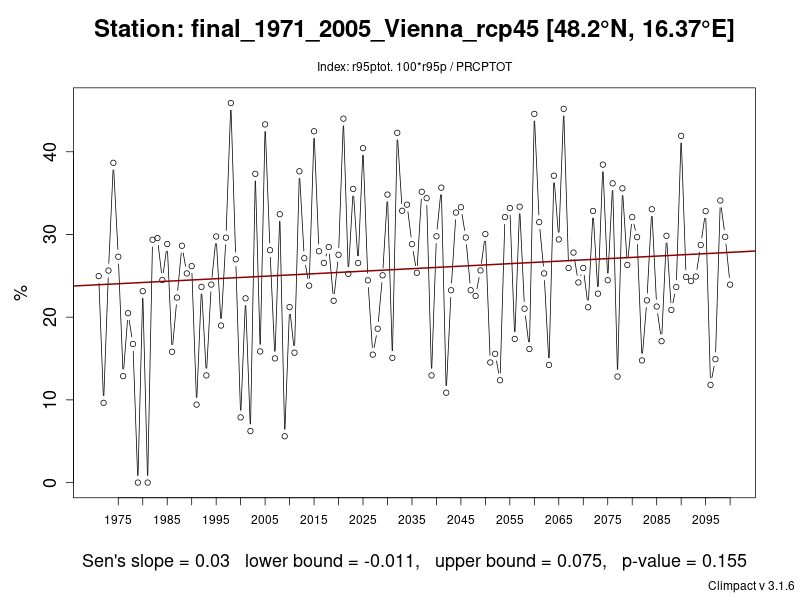 Station: final_1971_2005_Vienna_rcp45 [48.2°N, 16.37°E]
Index: r95ptot. 100*r95p / PRCPTOT
40
30
20
10
0
%
1975 1985 1995 2005 2015 2025 2035 2045 2055 2065 2075 2085 2095
Sen's slope = 0.03 lower bound = -0.011, upper bound = 0.075, p-value = 0.155
Climpact v 3.1.6